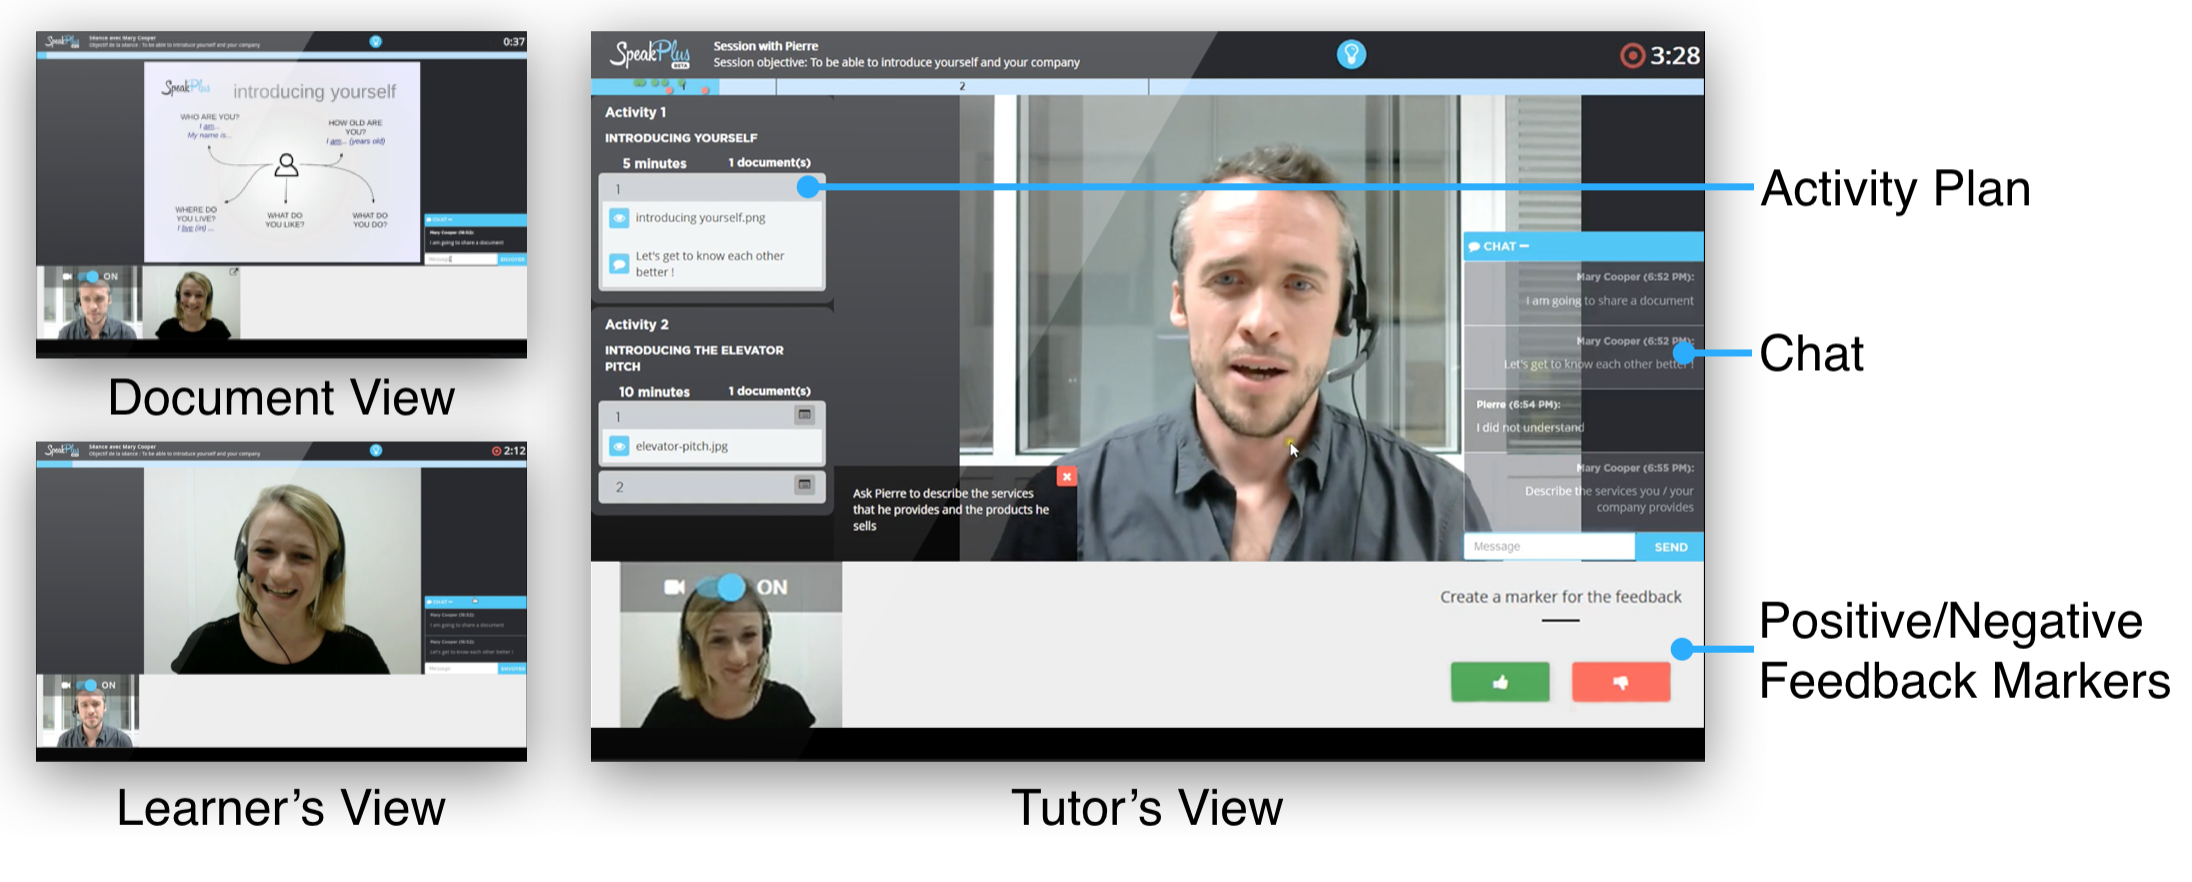 SpeakPlus
Séance avec Mary Cooper
Objectif de la séance : To be able to introduce yourself and your company
0:37
SpeakPlus
introducing yourself
WHO ARE YOU?
I am...
My name is...
HOW OLD ARE
YOU?
I am... (years old)
WHERE DO
YOU LIVE?
I live (in) ...
WHAT DO
YOU LIKE?
WHAT DO
YOU DO?
CHAT
Mary Cooper (18:52):
I am going to share a document
Message
ENVOYER
ON
Document View
SpeakPlus
Séance avec Mary Cooper
Objectif de la séance : To be able to introduce yourself and your company
2:12
CHAT
Mary Cooper (18:52):
I am going to share a document
Mary Cooper (18:52):
Let's get to know each other better !
Message
ENVOYER
ON
Learner's View
SpeakPlus
BETA
Session with Pierre
Session objective: To be able to introduce yourself and your company
3:28
2
Activity 1
INTRODUCING YOURSELF
5 minutes 1 document(s)
1
introducing yourself.png
Let's get to know each other
better !
Activity 2
INTRODUCING THE ELEVATOR
PITCH
10 minutes 1 document(s)
1
elevator-pitch.jpg
2
Ask Pierre to describe the services
that he provides and the products he
sells
CHAT
Mary Cooper (6:52 PM):
I am going to share a document
Mary Cooper (6:52 PM):
Let's get to know each other better !
Pierre (6:54 PM):
I did not understand
Mary Cooper (6:55 PM):
Describe the services you / your
company provides
Message
SEND
ON
Create a marker for the feedback
Tutor's View
Activity Plan
Chat
Positive/Negative
Feedback Markers